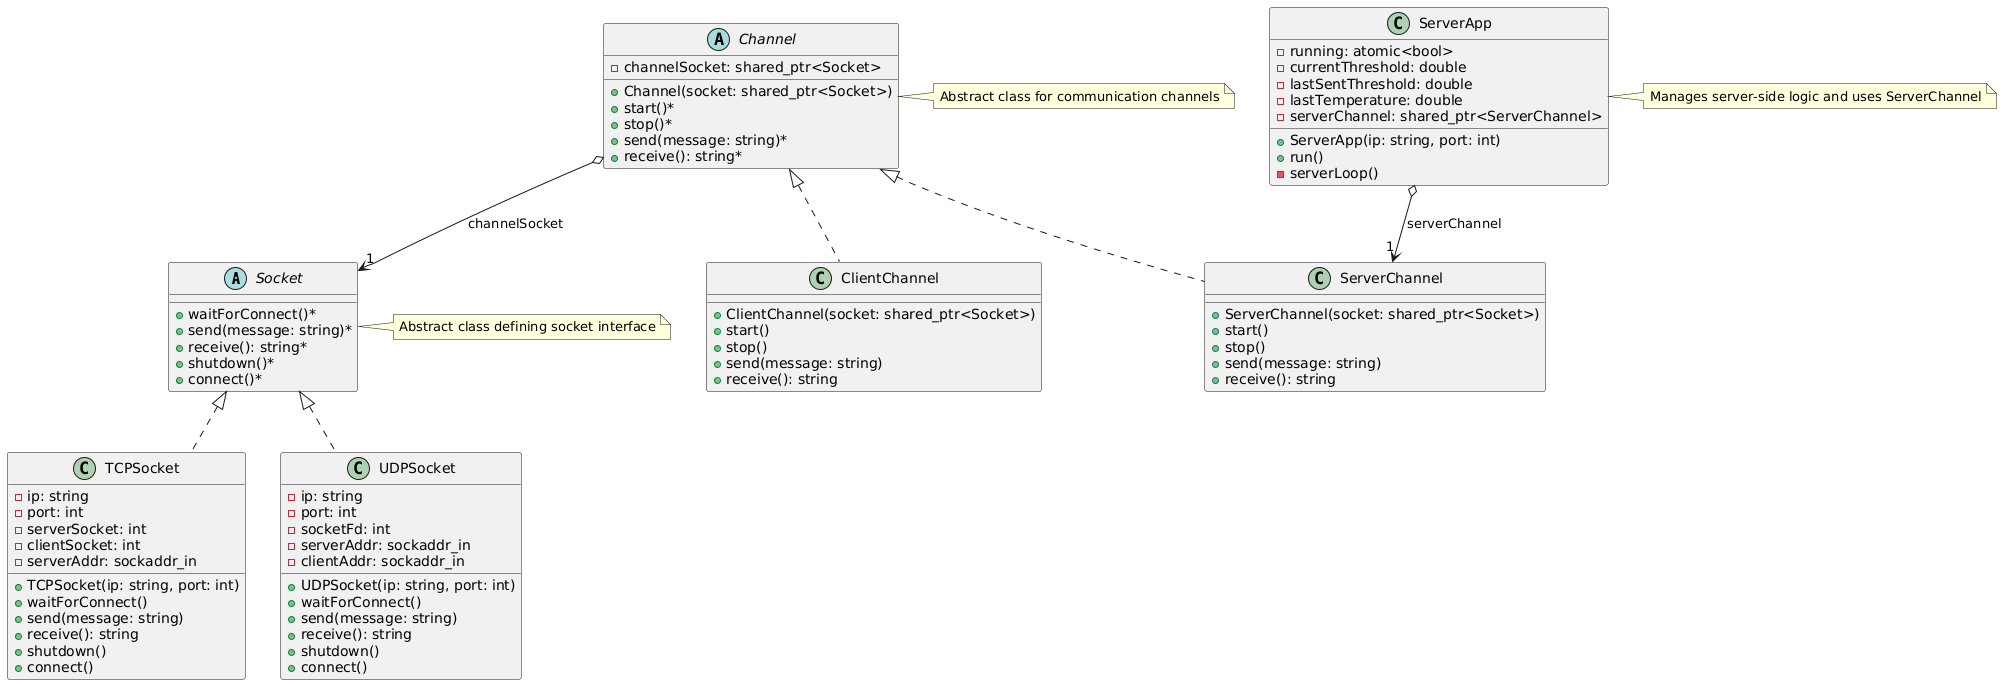 A Channel
channelSocket: shared_ptr<Socket>
Channel(socket: shared_ptr<Socket>)
start()*
stop()*
send(message: string)*
receive(): string*
Abstract class for communication channels
C ServerApp
running: atomic<bool>
currentThreshold: double
lastSentThreshold: double
lastTemperature: double
serverChannel: shared_ptr<ServerChannel>
ServerApp(ip: string, port: int)
run()
serverLoop()
Manages server-side logic and uses ServerChannel
channelSocket
1
serverChannel
1
A Socket
waitForConnect()*
send(message: string)*
receive(): string*
shutdown()*
connect()*
Abstract class defining socket interface
C ClientChannel
ClientChannel(socket: shared_ptr<Socket>)
start()
stop()
send(message: string)
receive(): string
C ServerChannel
ServerChannel(socket: shared_ptr<Socket>)
start()
stop()
send(message: string)
receive(): string
C TCPSocket
ip: string
port: int
serverSocket: int
clientSocket: int
serverAddr: sockaddr_in
TCPSocket(ip: string, port: int)
waitForConnect()
send(message: string)
receive(): string
shutdown()
connect()
C UDPSocket
ip: string
port: int
socketFd: int
serverAddr: sockaddr_in
clientAddr: sockaddr_in
UDPSocket(ip: string, port: int)
waitForConnect()
send(message: string)
receive(): string
shutdown()
connect()